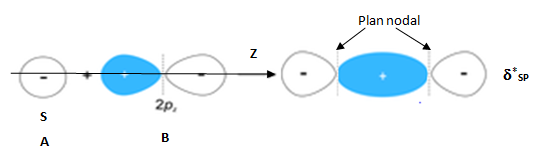 Plan nodal
Z
- + + - - + - δ*SP
2pz
S
A B